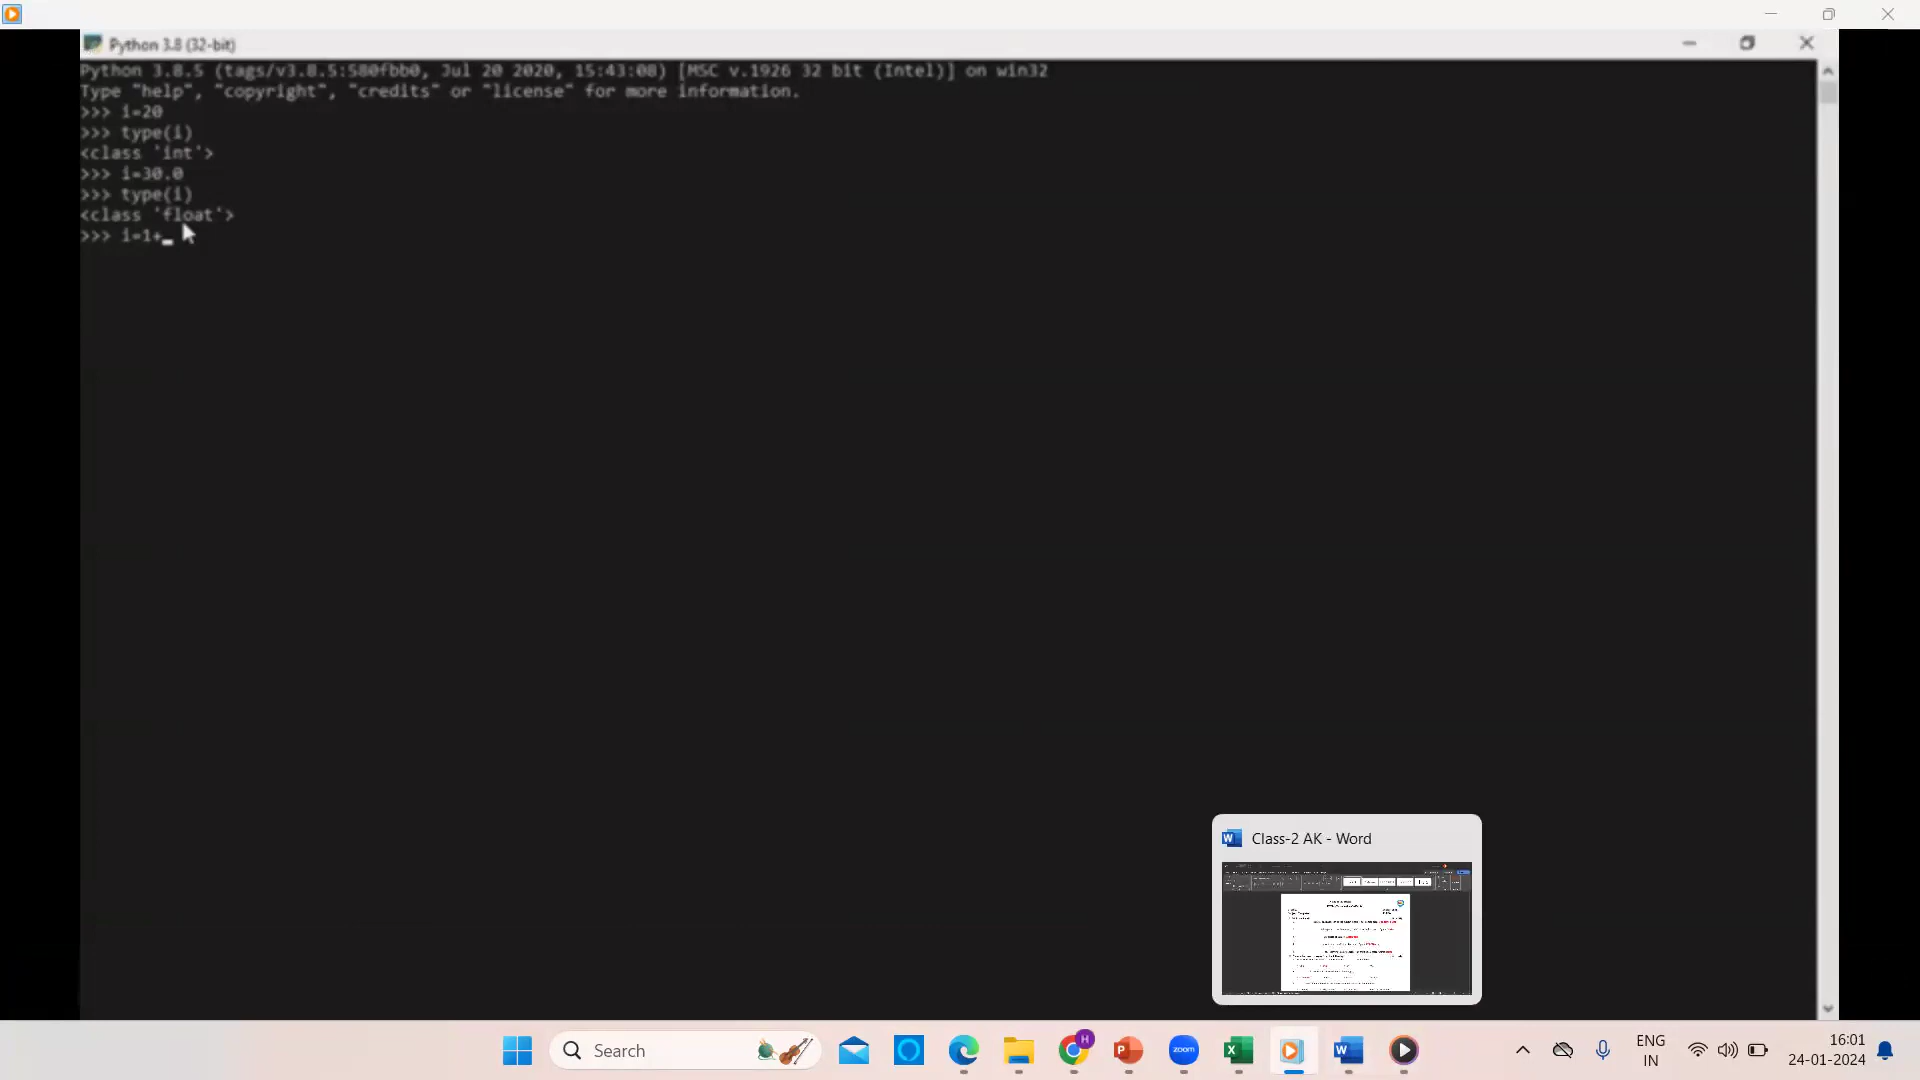 Python 3.8 (32-bit)
Python 3.8.5 (tags/v3.8.5:580fbb0, Jul 20 2020, 15:43:08) [MSC v.1926 32 bit (Intel)] on win32
Type "help", "copyright", "credits" or "license" for more information.
>>> i=20
>>> type(i)
<class 'int'>
>>> i=30.0
>>> type(i)
<class 'float'>
>>> i=1+_
Class-2 AK - Word
Search
H
P
zoom
X
W
ENG
IN
16:01
24-01-2024